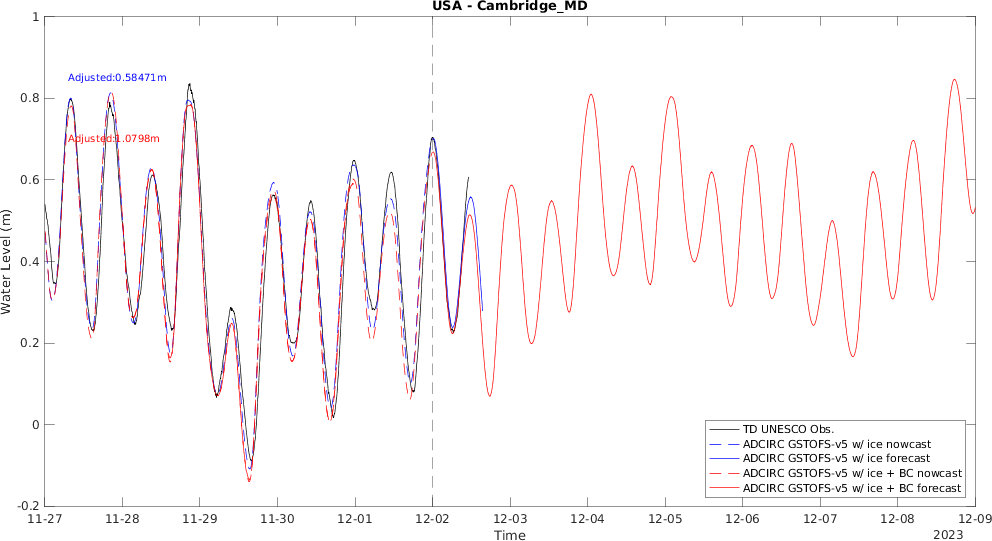 USA - Cambridge_MD
1
0.8
0.6
0.4
0.2
0
-0.2
Water Level (m)
Adjusted:0.58471m
Adjusted:1.0798m
TD UNESCO Obs.
ADCIRC GSTOFS-v5 w/ ice nowcast
ADCIRC GSTOFS-v5 w/ ice forecast
ADCIRC GSTOFS-v5 w/ ice + BC nowcast
ADCIRC GSTOFS-v5 w/ ice + BC forecast
11-27 11-28 11-29 11-30 12-01 12-02 12-03 12-04 12-05 12-06 12-07 12-08 12-09
Time
2023